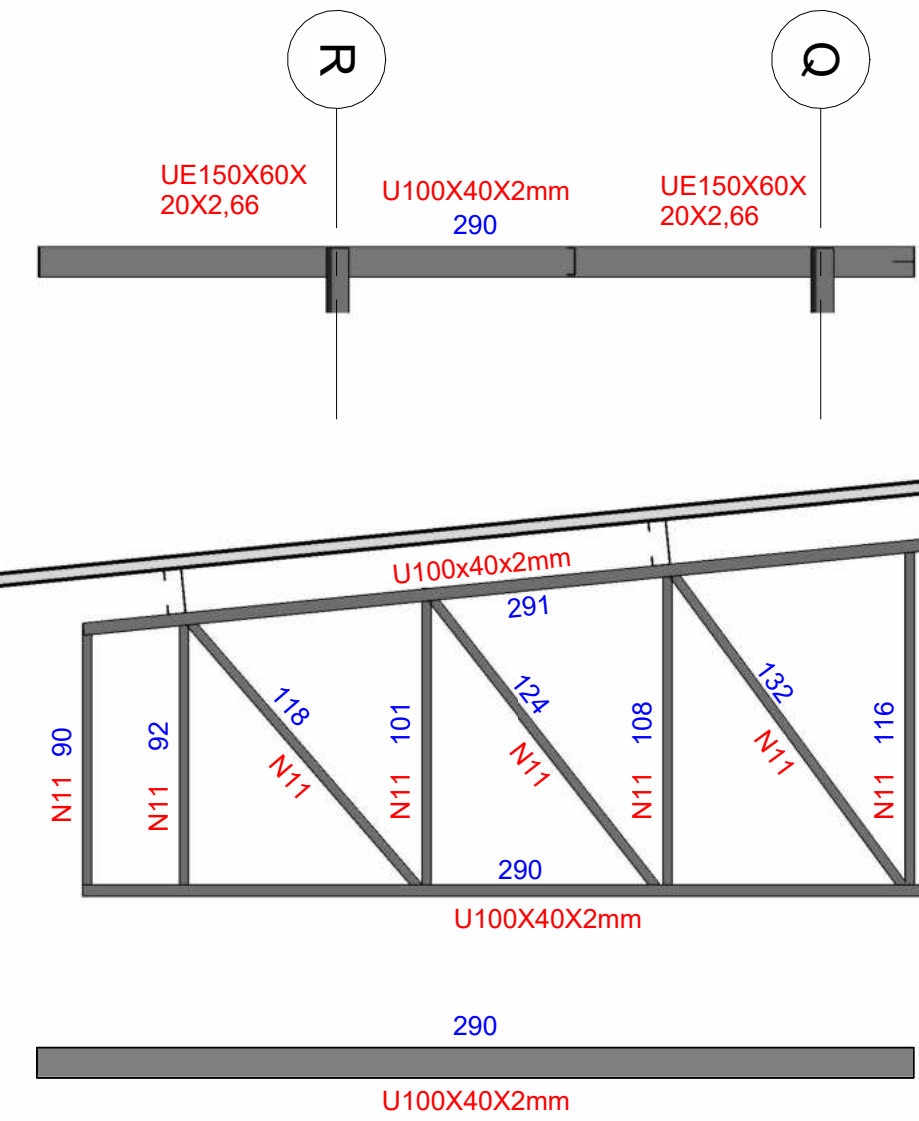 R
Q
UE150X60X
20X2,66
U100X40X2mm
290
UE150X60X
20X2,66
U100x40x2mm
291
N11 90
N11 92
118
N11
N11 101
124
N11
N11 108
132
N11
N11 116
290
U100X40X2mm
290
U100X40X2mm